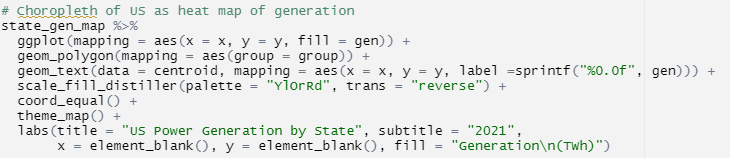 # Choropleth of US as heat map of generation
state_gen_map %>%
  ggplot(mapping = aes(x = x, y = y, fill = gen)) +
  geom_polygon(mapping = aes(group = group)) +
  geom_text(data = centroid, mapping = aes(x = x, y = y, label =sprintf("%0.0f", gen))) +
  scale_fill_distiller(palette = "YlOrRd", trans = "reverse") +
  coord_equal() +
  theme_map() +
  labs(title = "US Power Generation by State", subtitle = "2021",
       x = element_blank(), y = element_blank(), fill = "Generation\n(TWh)")